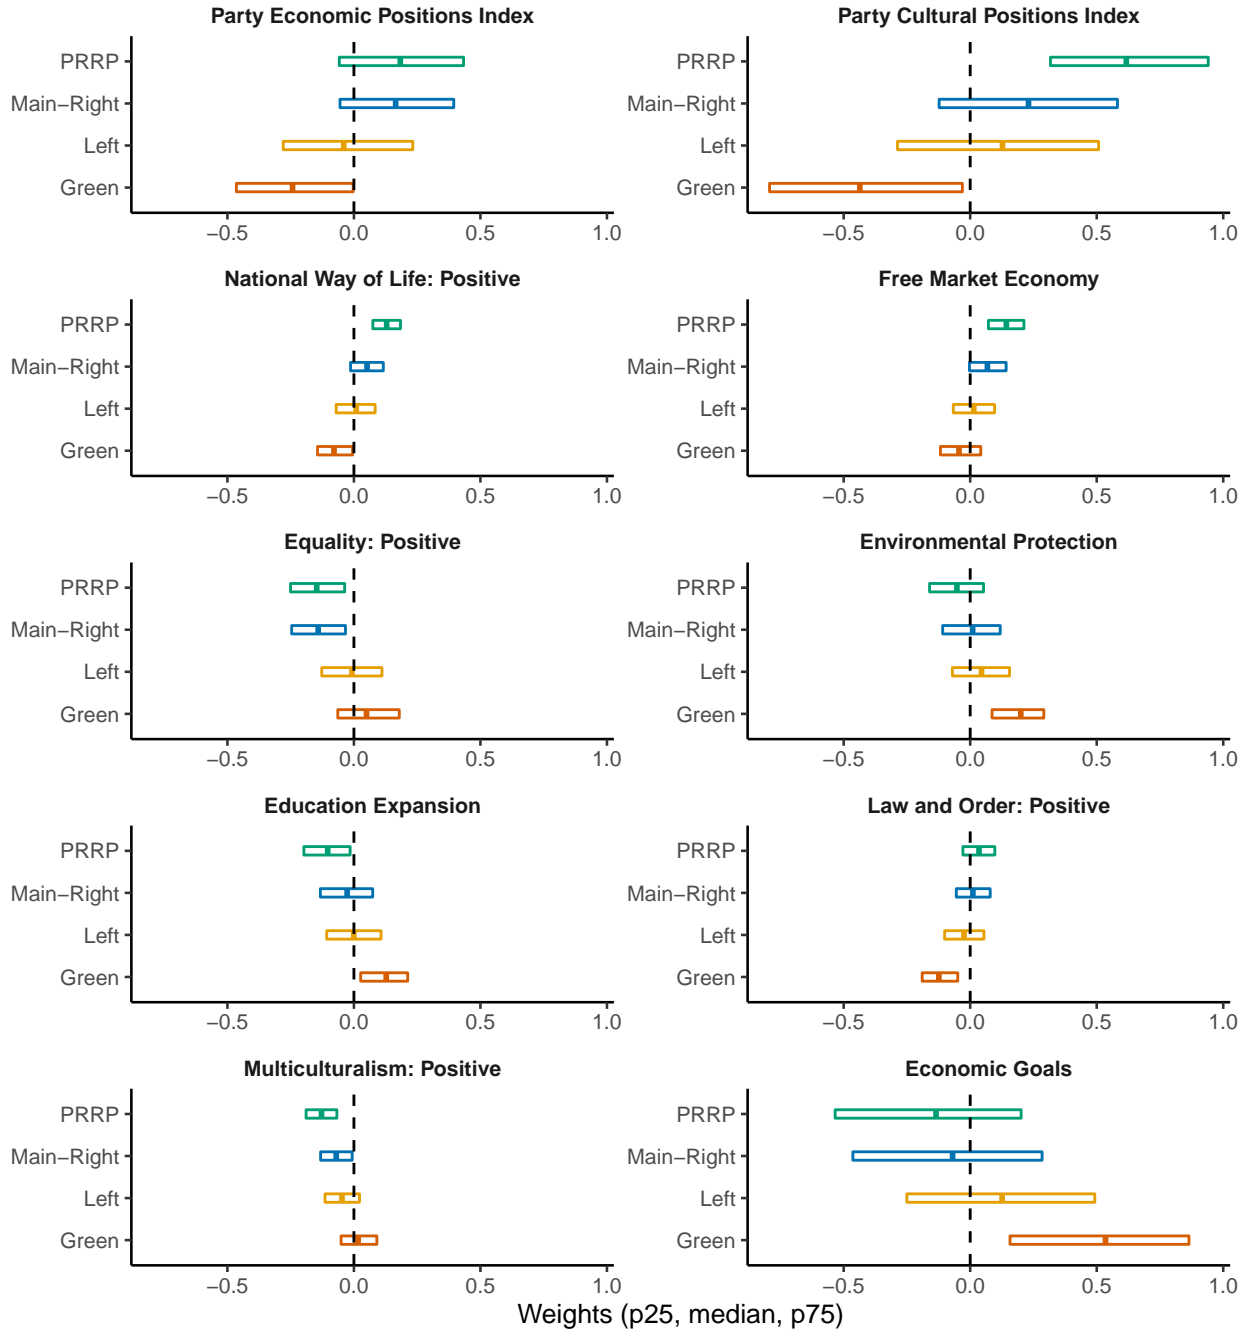 Party Economic Positions Index
PRRP
Main−Right
Left
Green
−0.5 0.0 0.5 1.0
Party Cultural Positions Index
PRRP
Main−Right
Left
Green
−0.5 0.0 0.5 1.0
National Way of Life: Positive
PRRP
Main−Right
Left
Green
−0.5 0.0 0.5 1.0
Free Market Economy
PRRP
Main−Right
Left
Green
−0.5 0.0 0.5 1.0
Equality: Positive
PRRP
Main−Right
Left
Green
−0.5 0.0 0.5 1.0
Environmental Protection
PRRP
Main−Right
Left
Green
−0.5 0.0 0.5 1.0
Education Expansion
PRRP
Main−Right
Left
Green
−0.5 0.0 0.5 1.0
Law and Order: Positive
PRRP
Main−Right
Left
Green
−0.5 0.0 0.5 1.0
Multiculturalism: Positive
PRRP
Main−Right
Left
Green
−0.5 0.0 0.5 1.0
Economic Goals
PRRP
Main−Right
Left
Green
−0.5 0.0 0.5 1.0
Weights (p25, median, p75)